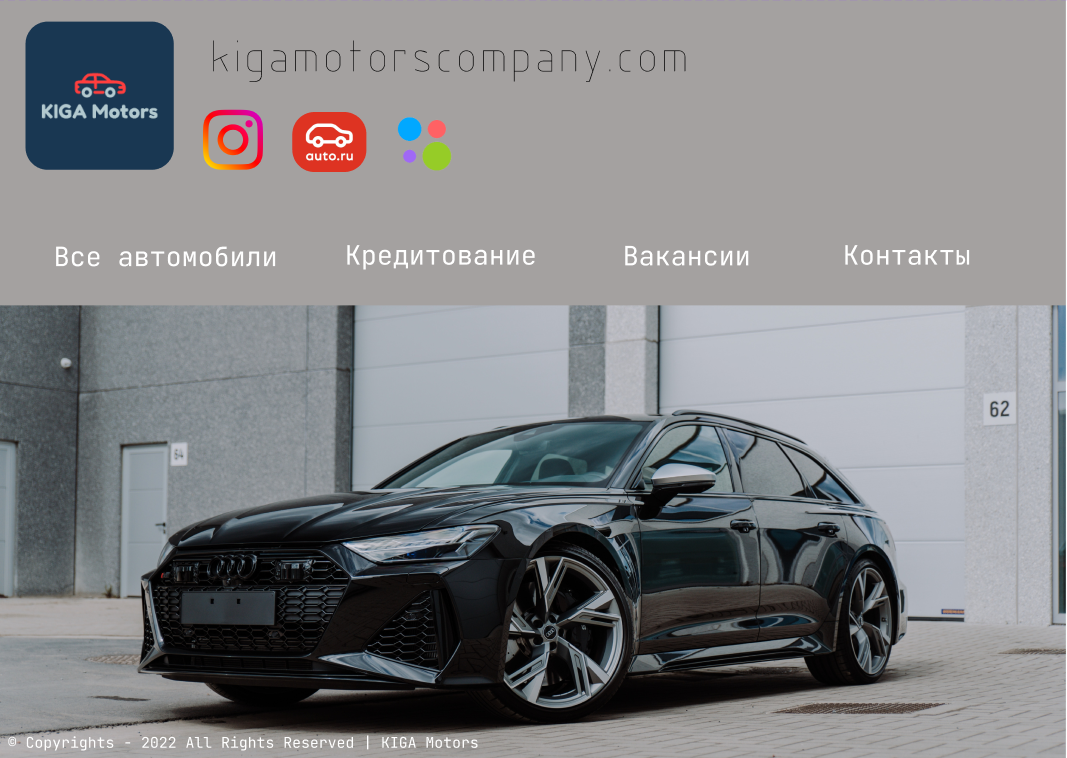 kigamotorscompany.com
KIGA Motors
auto.ru
Все автомобили Кредитование Вакансии Контакты
62
64
© Copyrights - 2022 All Rights Reserved | KIGA Motors